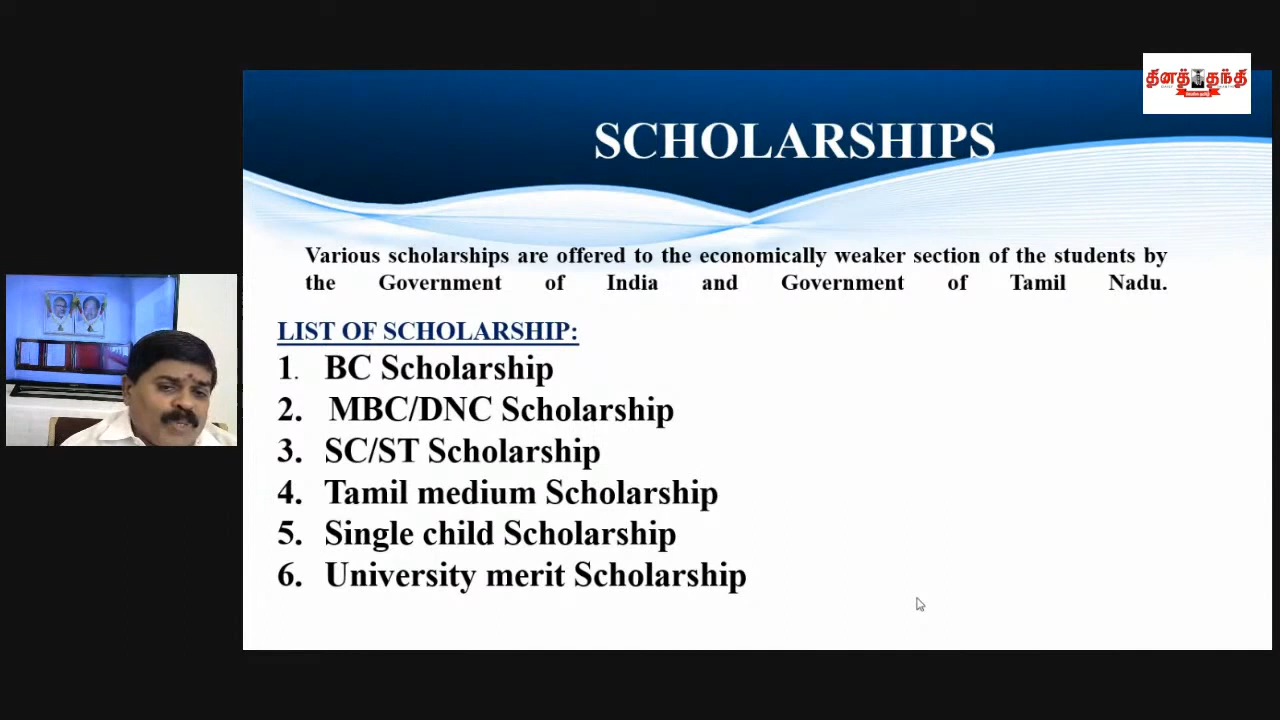 தினத்தந்தி
SCHOLARSHIPS
Various scholarships are offered to the economically weaker section of the students by
the Government of India and Government of Tamil Nadu.
LIST OF SCHOLARSHIP:
1. BC Scholarship
2. MBC/DNC Scholarship
3. SC/ST Scholarship
4. Tamil medium Scholarship
5. Single child Scholarship
6. University merit Scholarship